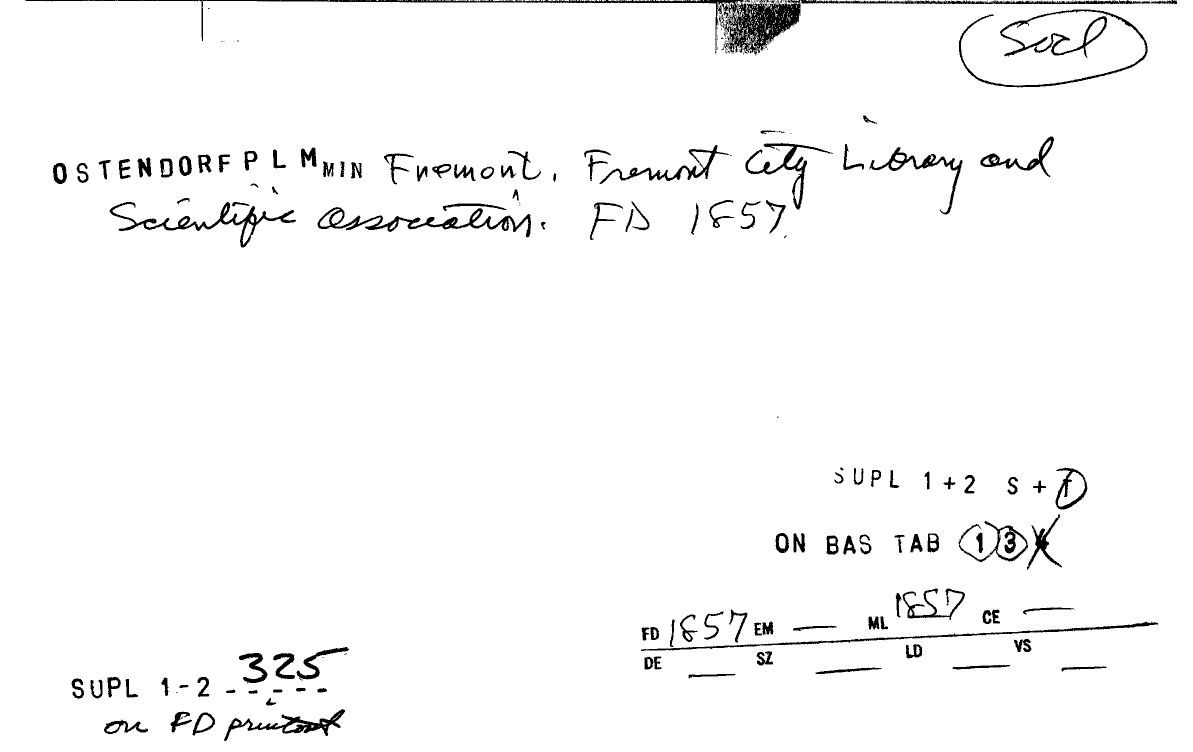 Socl
OSTENDORF P L M MIN Fremont. Fremont City Library and
Scientific Association. FD 1857
SUPL 1+2 S + f
ON BAS TAB 1 3
FD 1857 EM — ML 1857 CE —
DE — SZ — LD — VS —
SUPL 1-2 325
on FD printout